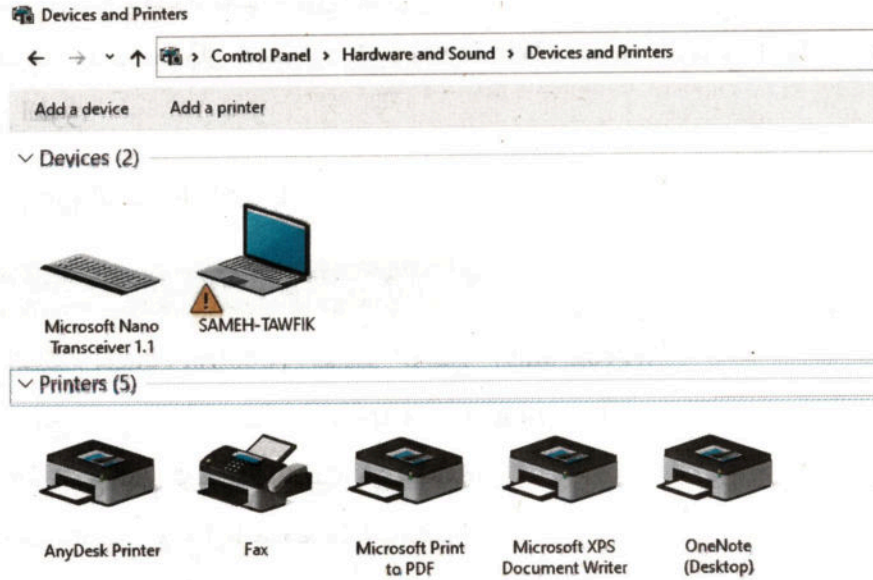 Devices and Printers
Control Panel > Hardware and Sound > Devices and Printers
Add a device Add a printer
Devices (2)
Microsoft Nano
Transceiver 1.1
SAMEH-TAWFIK
Printers (5)
AnyDesk Printer
Fax
Microsoft Print
to PDF
Microsoft XPS
Document Writer
OneNote
(Desktop)